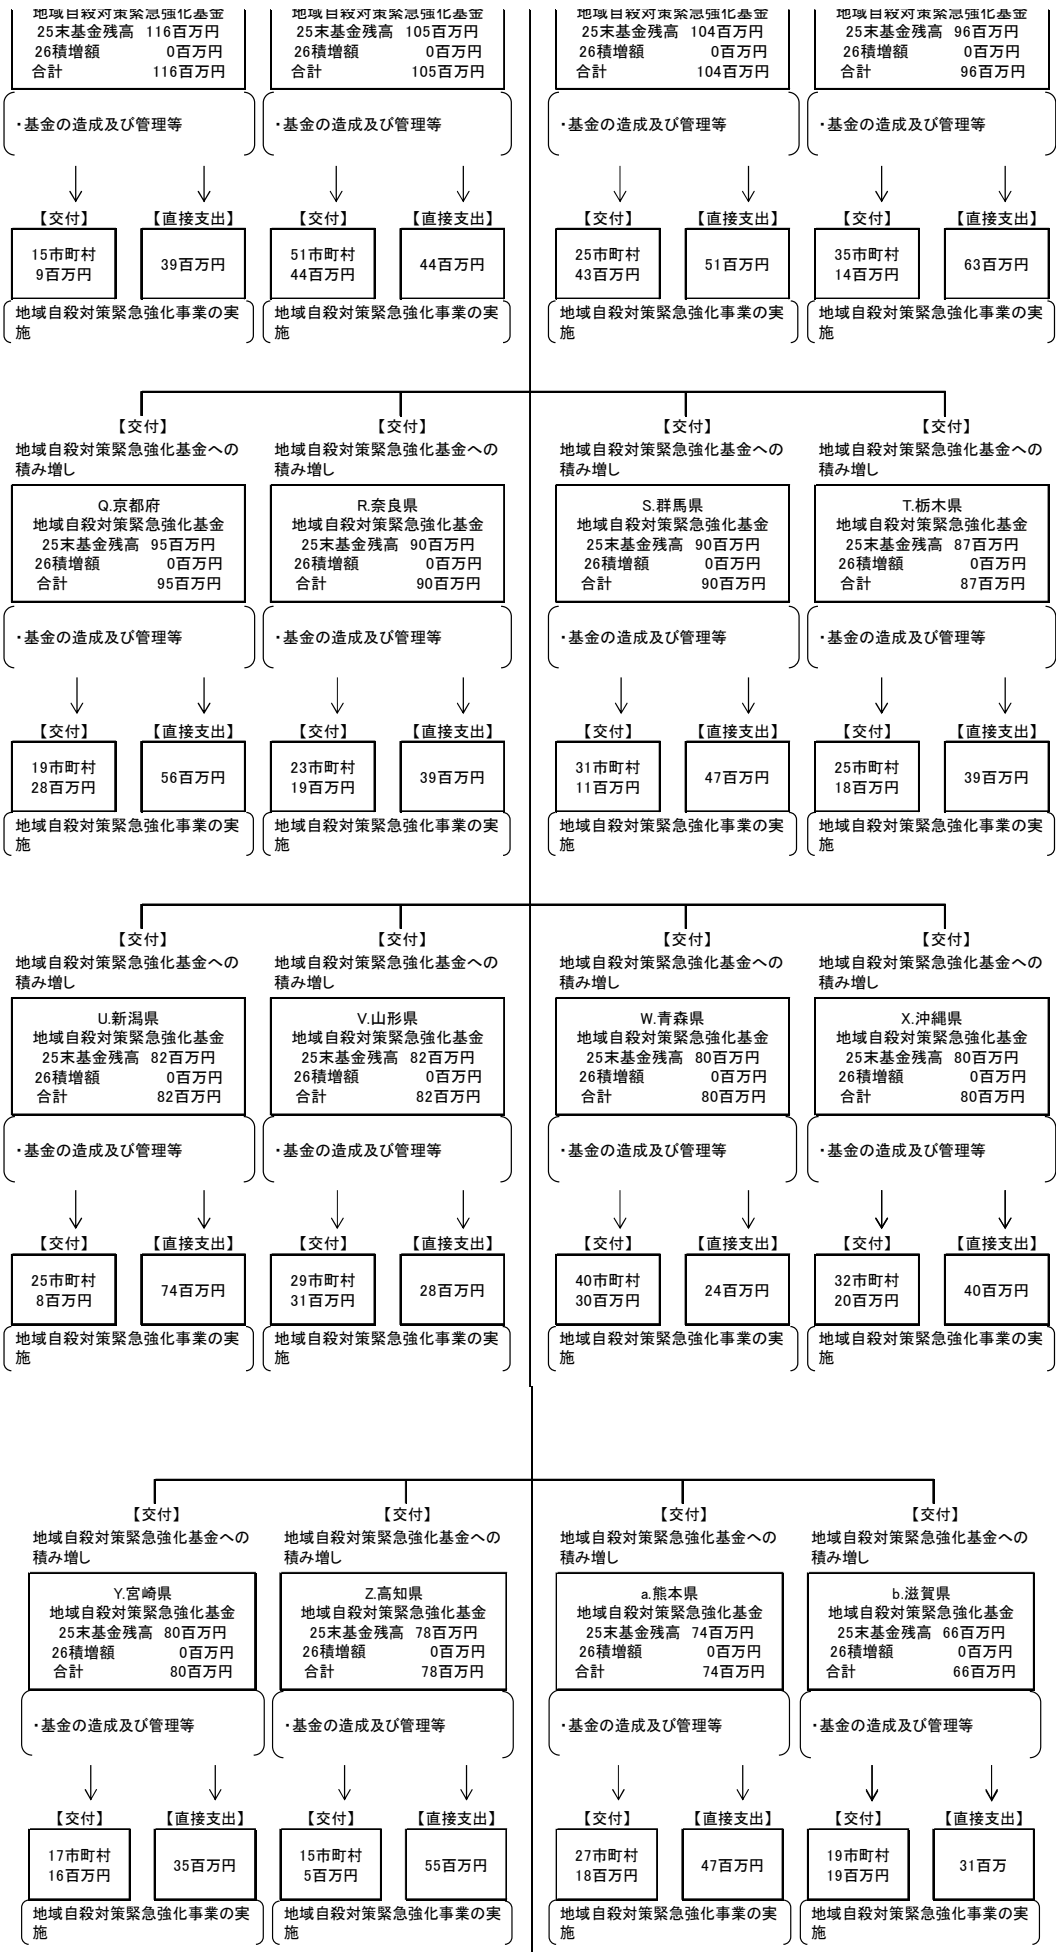 地域自殺対策緊急強化基金
25末基金残高 116百万円
26積増額 0百万円
合計 116百万円
・基金の造成及び管理等
【交付】 【直接支出】
15市町村
9百万円
39百万円
地域自殺対策緊急強化事業の実
施
地域自殺対策緊急強化基金
25末基金残高 105百万円
26積増額 0百万円
合計 105百万円
・基金の造成及び管理等
【交付】 【直接支出】
51市町村
44百万円
44百万円
地域自殺対策緊急強化事業の実
施
地域自殺対策緊急強化基金
25末基金残高 104百万円
26積増額 0百万円
合計 104百万円
・基金の造成及び管理等
【交付】 【直接支出】
25市町村
43百万円
51百万円
地域自殺対策緊急強化事業の実
施
地域自殺対策緊急強化基金
25末基金残高 96百万円
26積増額 0百万円
合計 96百万円
・基金の造成及び管理等
【交付】 【直接支出】
35市町村
14百万円
63百万円
地域自殺対策緊急強化事業の実
施
【交付】
地域自殺対策緊急強化基金への
積み増し
Q.京都府
地域自殺対策緊急強化基金
25末基金残高 95百万円
26積増額 0百万円
合計 95百万円
・基金の造成及び管理等
【交付】 【直接支出】
19市町村
28百万円
56百万円
地域自殺対策緊急強化事業の実
施
【交付】
地域自殺対策緊急強化基金への
積み増し
R.奈良県
地域自殺対策緊急強化基金
25末基金残高 90百万円
26積増額 0百万円
合計 90百万円
・基金の造成及び管理等
【交付】 【直接支出】
23市町村
19百万円
39百万円
地域自殺対策緊急強化事業の実
施
【交付】
地域自殺対策緊急強化基金への
積み増し
S.群馬県
地域自殺対策緊急強化基金
25末基金残高 90百万円
26積増額 0百万円
合計 90百万円
・基金の造成及び管理等
【交付】 【直接支出】
31市町村
11百万円
47百万円
地域自殺対策緊急強化事業の実
施
【交付】
地域自殺対策緊急強化基金への
積み増し
T.栃木県
地域自殺対策緊急強化基金
25末基金残高 87百万円
26積増額 0百万円
合計 87百万円
・基金の造成及び管理等
【交付】 【直接支出】
25市町村
18百万円
39百万円
地域自殺対策緊急強化事業の実
施
【交付】
地域自殺対策緊急強化基金への
積み増し
U.新潟県
地域自殺対策緊急強化基金
25末基金残高 82百万円
26積増額 0百万円
合計 82百万円
・基金の造成及び管理等
【交付】 【直接支出】
25市町村
8百万円
74百万円
地域自殺対策緊急強化事業の実
施
【交付】
地域自殺対策緊急強化基金への
積み増し
V.山形県
地域自殺対策緊急強化基金
25末基金残高 82百万円
26積増額 0百万円
合計 82百万円
・基金の造成及び管理等
【交付】 【直接支出】
29市町村
31百万円
28百万円
地域自殺対策緊急強化事業の実
施
【交付】
地域自殺対策緊急強化基金への
積み増し
W.青森県
地域自殺対策緊急強化基金
25末基金残高 80百万円
26積増額 0百万円
合計 80百万円
・基金の造成及び管理等
【交付】 【直接支出】
40市町村
30百万円
24百万円
地域自殺対策緊急強化事業の実
施
【交付】
地域自殺対策緊急強化基金への
積み増し
X.沖縄県
地域自殺対策緊急強化基金
25末基金残高 80百万円
26積増額 0百万円
合計 80百万円
・基金の造成及び管理等
【交付】 【直接支出】
32市町村
20百万円
40百万円
地域自殺対策緊急強化事業の実
施
【交付】
地域自殺対策緊急強化基金への
積み増し
Y.宮崎県
地域自殺対策緊急強化基金
25末基金残高 80百万円
26積増額 0百万円
合計 80百万円
・基金の造成及び管理等
【交付】 【直接支出】
17市町村
16百万円
35百万円
地域自殺対策緊急強化事業の実
施
【交付】
地域自殺対策緊急強化基金への
積み増し
Z.高知県
地域自殺対策緊急強化基金
25末基金残高 78百万円
26積増額 0百万円
合計 78百万円
・基金の造成及び管理等
【交付】 【直接支出】
15市町村
5百万円
55百万円
地域自殺対策緊急強化事業の実
施
【交付】
地域自殺対策緊急強化基金への
積み増し
a.熊本県
地域自殺対策緊急強化基金
25末基金残高 74百万円
26積増額 0百万円
合計 74百万円
・基金の造成及び管理等
【交付】 【直接支出】
27市町村
18百万円
47百万円
地域自殺対策緊急強化事業の実
施
【交付】
地域自殺対策緊急強化基金への
積み増し
b.滋賀県
地域自殺対策緊急強化基金
25末基金残高 66百万円
26積増額 0百万円
合計 66百万円
・基金の造成及び管理等
【交付】 【直接支出】
19市町村
19百万円
31百万
地域自殺対策緊急強化事業の実
施